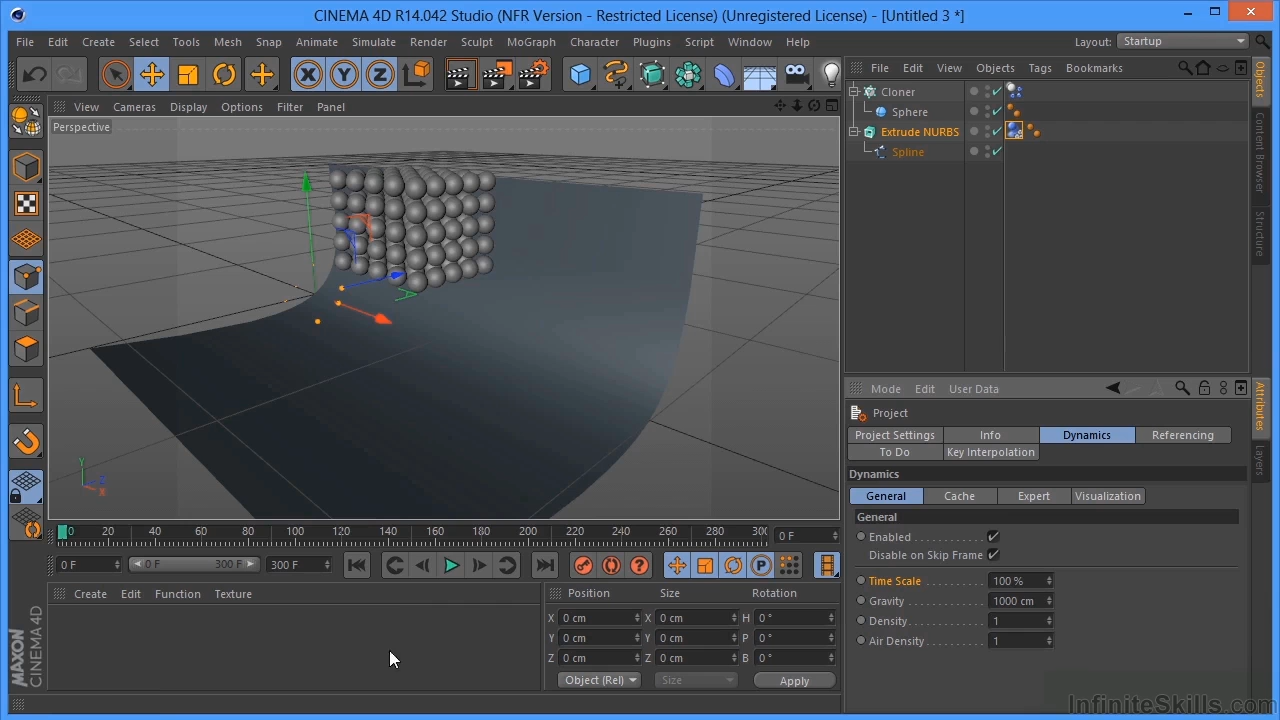 CINEMA 4D R14.042 Studio (NFR Version - Restricted License) (Unregistered License) - [Untitled 3 *]
File Edit Create Select Tools Mesh Snap Animate Simulate Render Sculpt MoGraph Character Plugins Script Window Help Layout: Startup
X Y Z
File Edit View Objects Tags Bookmarks
Objects
Content Browser
Structure
View Cameras Display Options Filter Panel
Perspective
Cloner
Sphere
Extrude NURBS
Spline
Y
Z
X
Mode Edit User Data
Attributes
Layers
Project
Project Settings Info Dynamics Referencing
To Do Key Interpolation
Dynamics
General Cache Expert Visualization
General
Enabled
Disable on Skip Frame
Time Scale 100 %
Gravity 1000 cm
Density 1
Air Density 1
0 20 40 60 80 100 120 140 160 180 200 220 240 260 280 300 0 F
0 F 0 F 300 F 300 F P
Create Edit Function Texture
Position Size Rotation
X 0 cm X 0 cm H 0 °
Y 0 cm Y 0 cm P 0 °
Z 0 cm Z 0 cm B 0 °
Object (Rel) Size Apply
MAXON
CINEMA 4D
InfiniteSkills.com